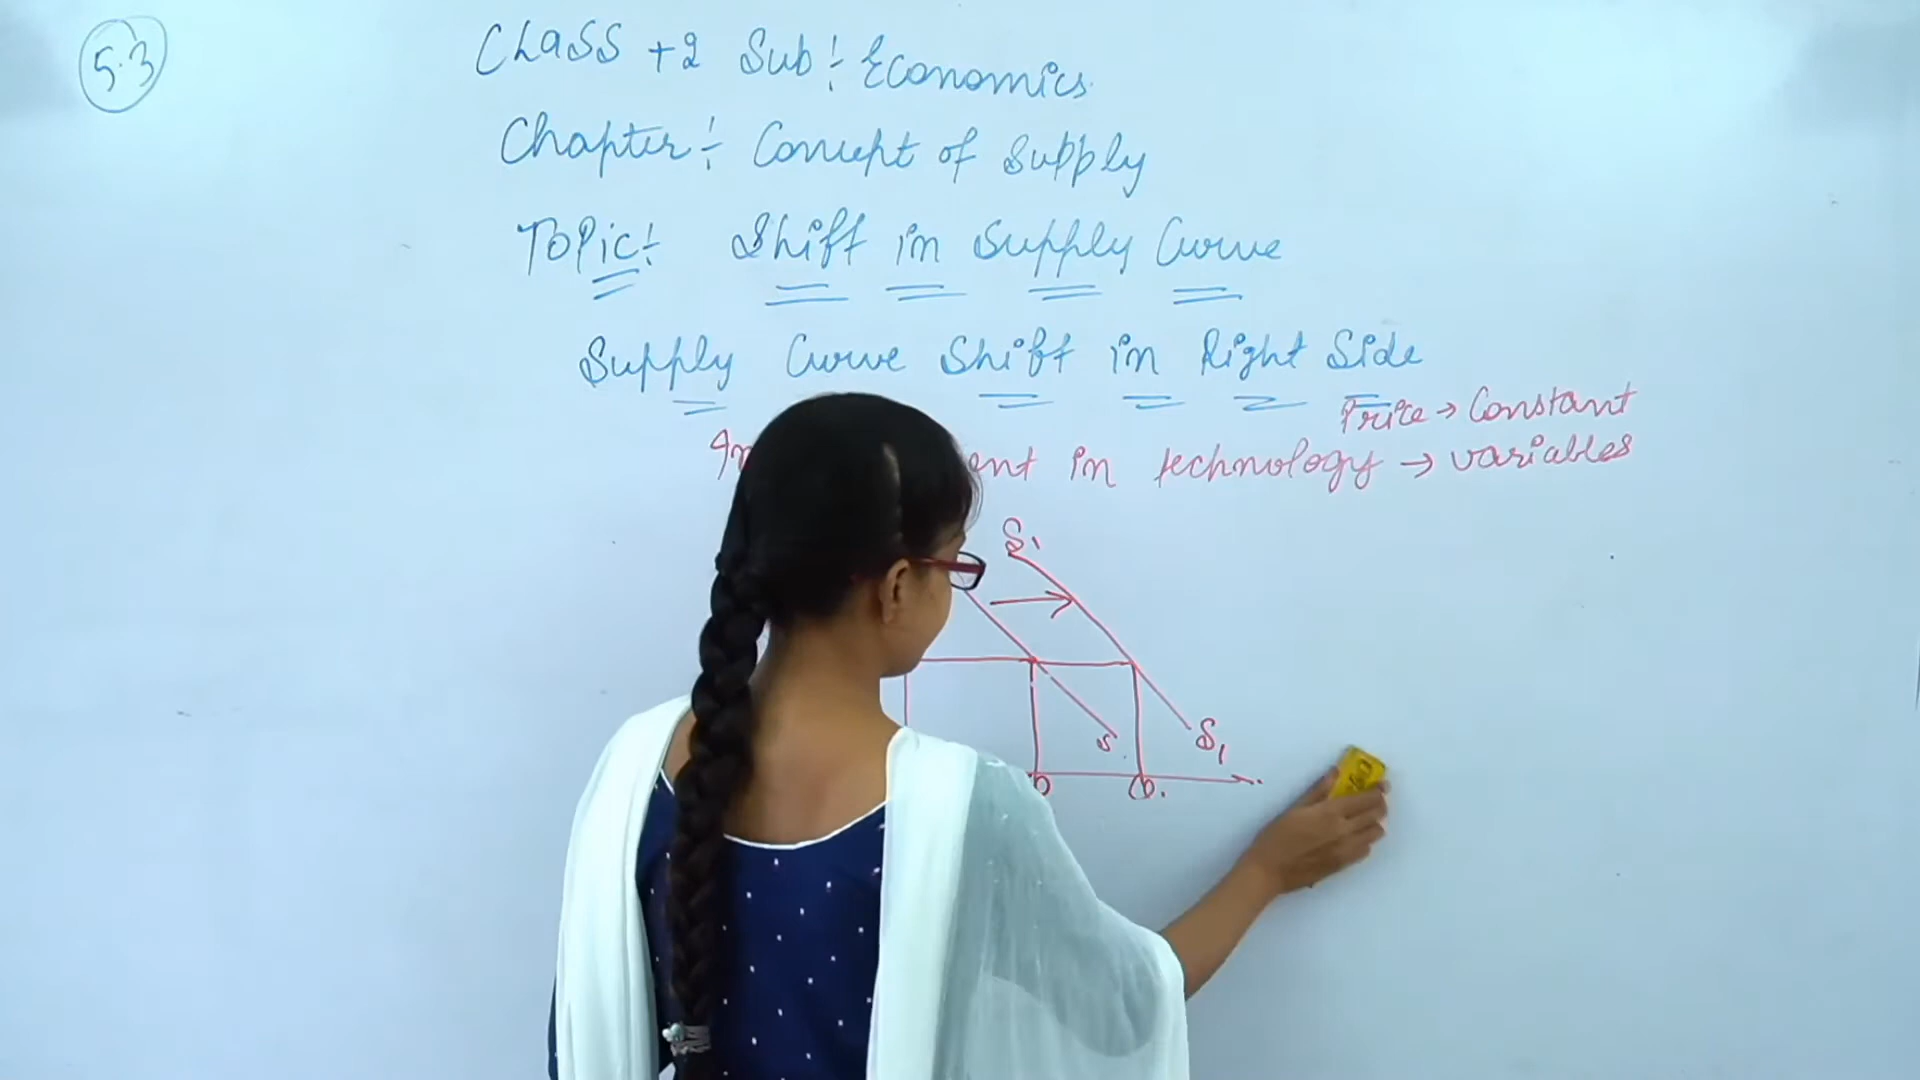 5.3
CLASS +2 Sub:- Economics
Chapter:- Concept of Supply
Topic:- Shift in Supply Curve
Supply Curve Shift in Right Side
Price → Constant
in technology → variables
S1
S
S1